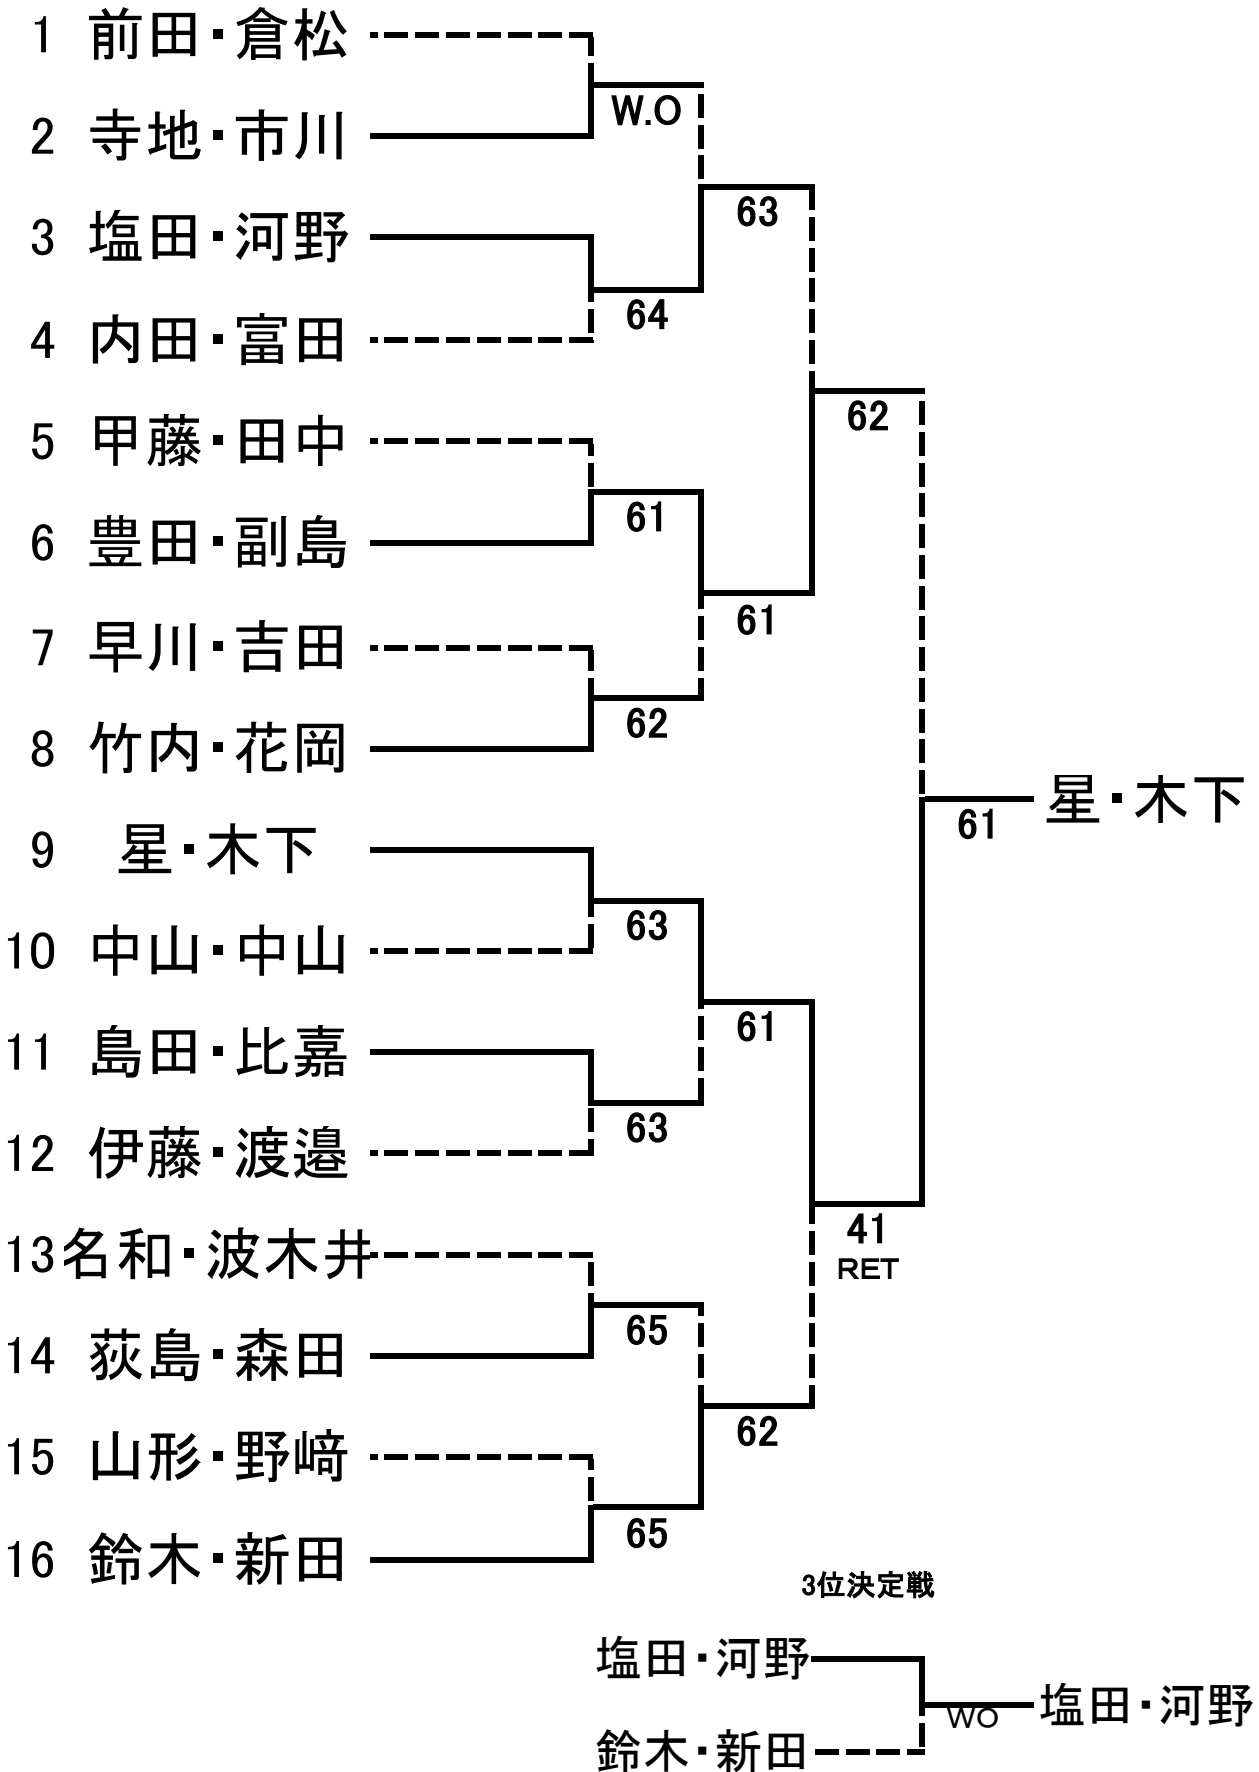 1 前田・倉松
W.O
2 寺地・市川
63
3 塩田・河野
64
4 内田・富田
62
5 甲藤・田中
61
6 豊田・副島
61
7 早川・吉田
62
8 竹内・花岡
星・木下
61
9 星・木下
63
10 中山・中山
61
11 島田・比嘉
63
12 伊藤・渡邉
41
RET
13 名和・波木井
65
14 荻島・森田
62
15 山形・野﨑
65
16 鈴木・新田
3位決定戦
塩田・河野
WO 塩田・河野
鈴木・新田